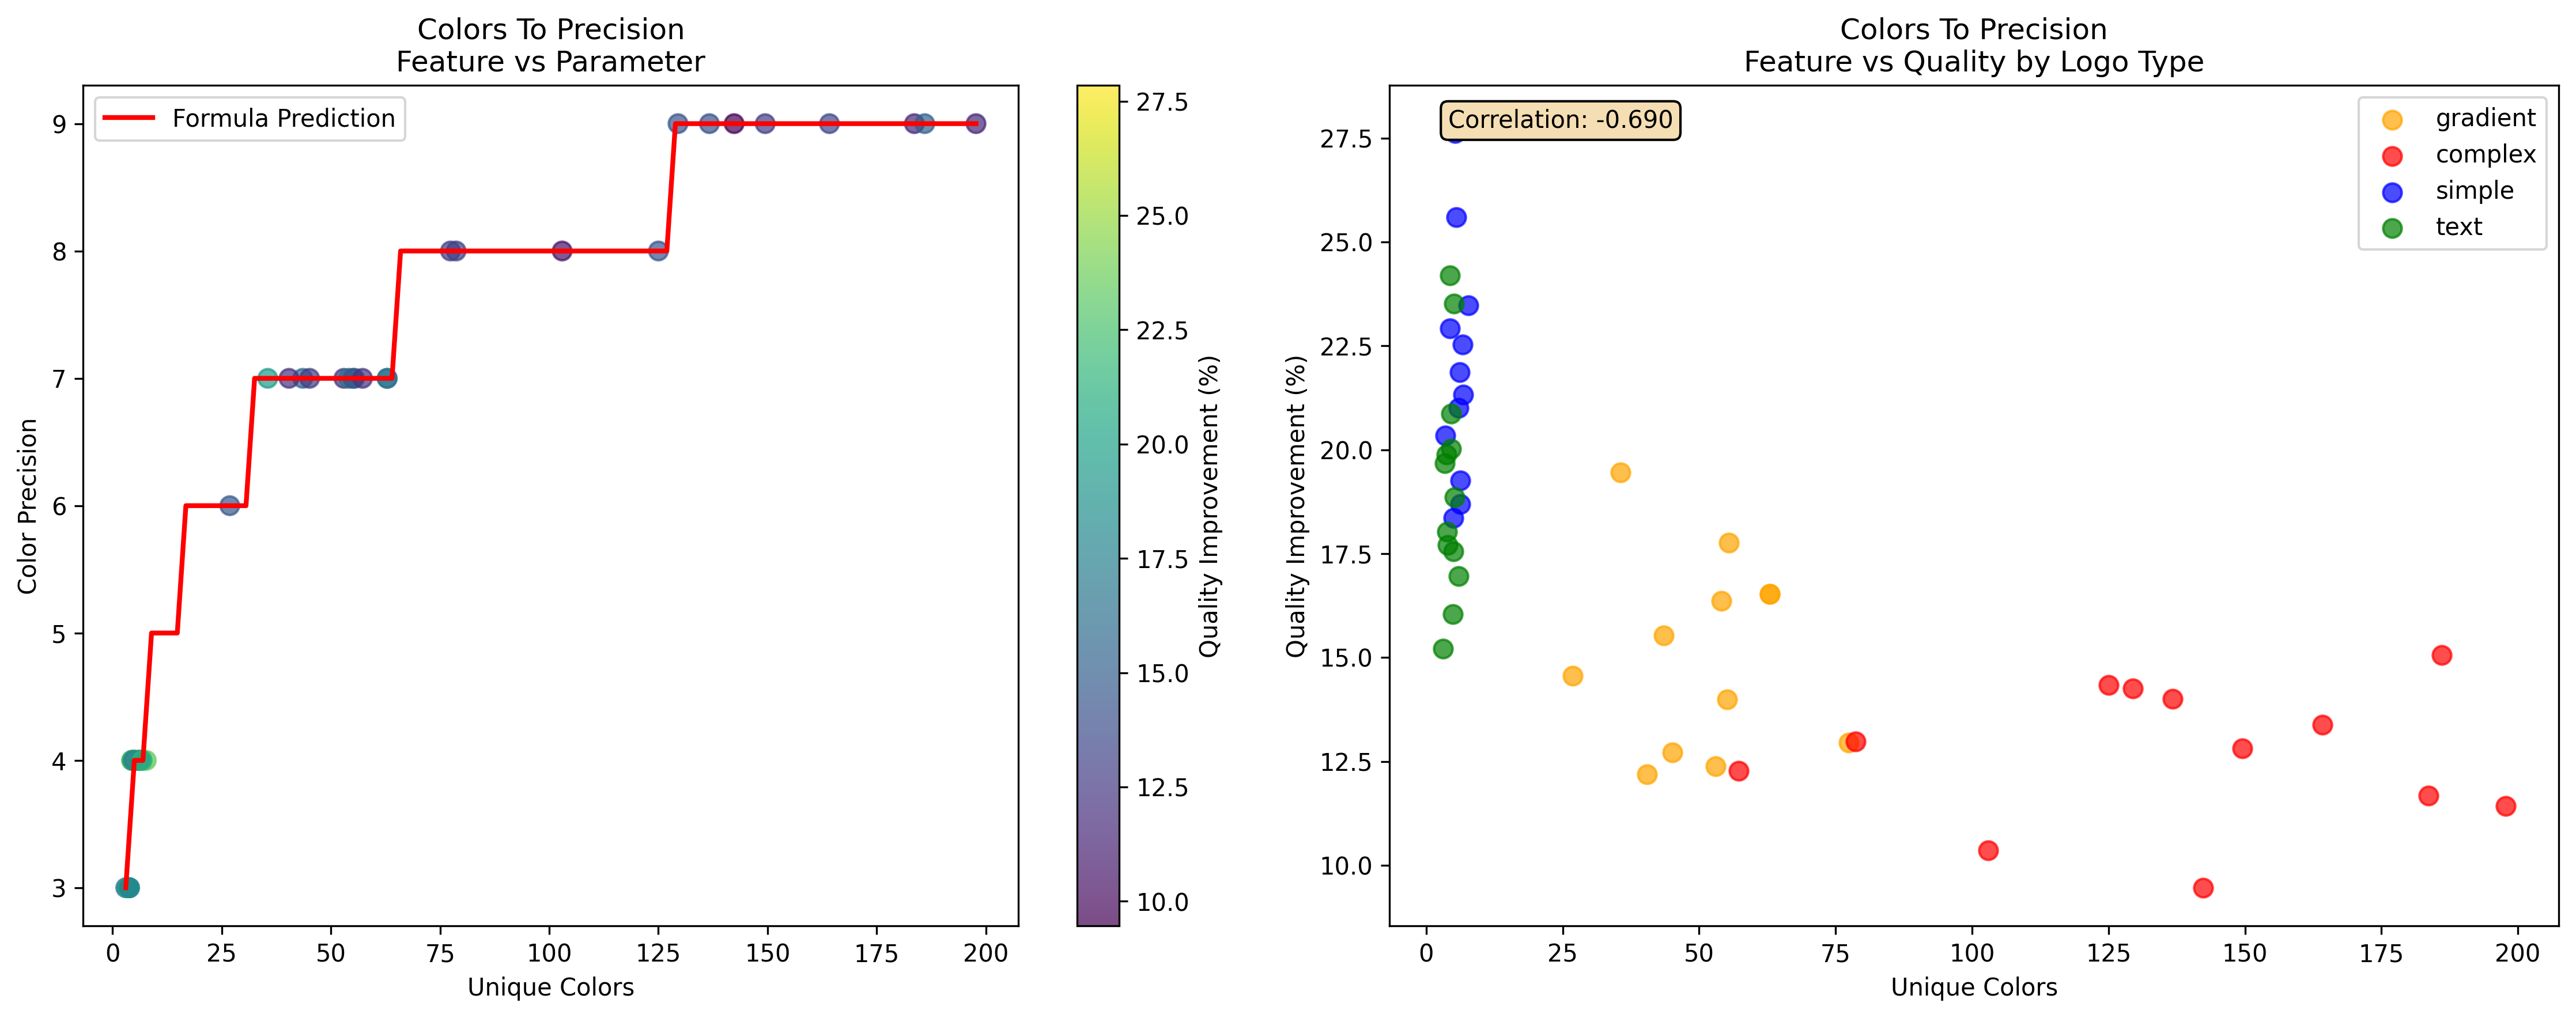 Colors To Precision
Feature vs Parameter
Formula Prediction
Color Precision
9
8
7
6
5
4
3
0 25 50 75 100 125 150 175 200
Unique Colors
27.5
25.0
22.5
20.0
17.5
15.0
12.5
10.0
Quality Improvement (%)
Colors To Precision
Feature vs Quality by Logo Type
Correlation: -0.690
gradient
complex
simple
text
Quality Improvement (%)
27.5
25.0
22.5
20.0
17.5
15.0
12.5
10.0
0 25 50 75 100 125 150 175 200
Unique Colors